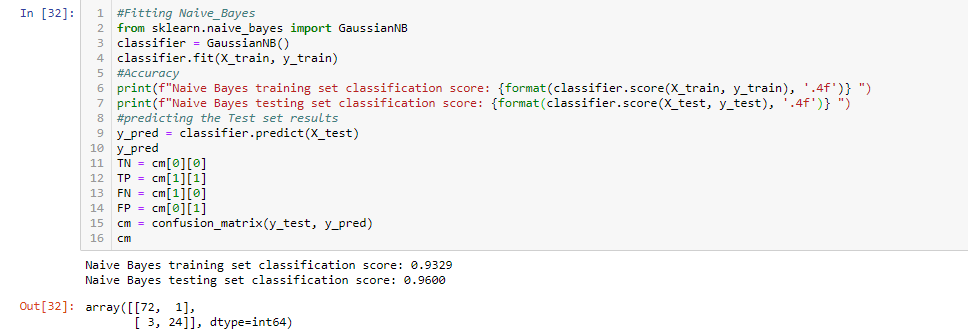 In [32]:
1 #Fitting Naive_Bayes
2 from sklearn.naive_bayes import GaussianNB
3 classifier = GaussianNB()
4 classifier.fit(X_train, y_train)
5 #Accuracy
6 print(f"Naive Bayes training set classification score: {format(classifier.score(X_train, y_train), '.4f')} ")
7 print(f"Naive Bayes testing set classification score: {format(classifier.score(X_test, y_test), '.4f')} ")
8 #predicting the Test set results
9 y_pred = classifier.predict(X_test)
10 y_pred
11 TN = cm[0][0]
12 TP = cm[1][1]
13 FN = cm[1][0]
14 FP = cm[0][1]
15 cm = confusion_matrix(y_test, y_pred)
16 cm
Naive Bayes training set classification score: 0.9329
Naive Bayes testing set classification score: 0.9600
Out[32]: array([[72,  1],
       [ 3, 24]], dtype=int64)